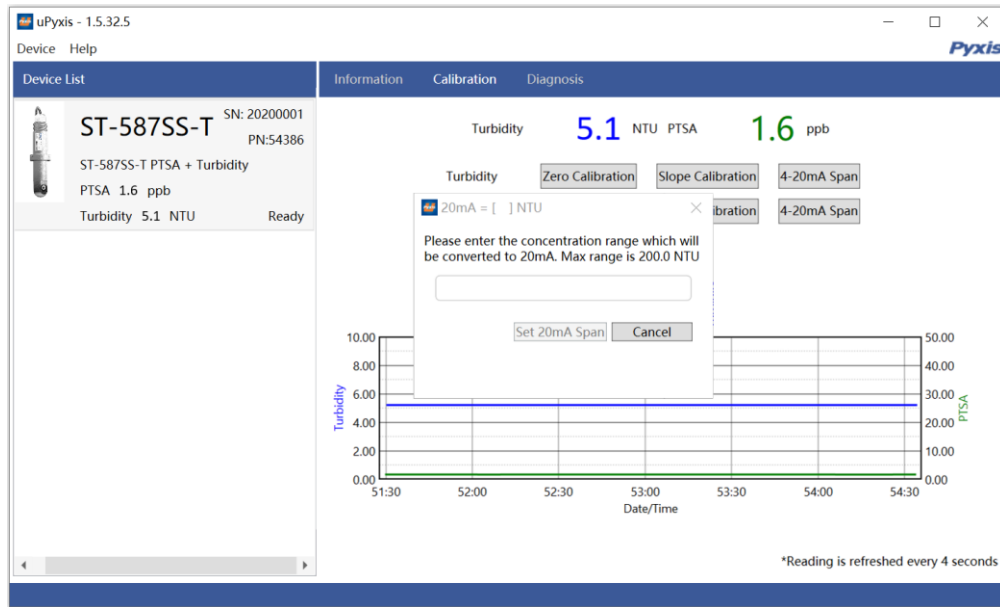 uPyxis - 1.5.32.5
Device Help
Pyxis
Device List
Information Calibration Diagnosis
ST-587SS-T
SN: 20200001
PN:54386
ST-587SS-T PTSA + Turbidity
PTSA 1.6 ppb
Turbidity 5.1 NTU Ready
Turbidity 5.1 NTU PTSA 1.6 ppb
Turbidity Zero Calibration Slope Calibration 4-20mA Span
ibration 4-20mA Span
20mA = [ ] NTU
Please enter the concentration range which will
be converted to 20mA. Max range is 200.0 NTU
Set 20mA Span Cancel
10.00 50.00
8.00 40.00
6.00 30.00
4.00 20.00
2.00 10.00
0.00 0.00
Turbidity
PTSA
51:30 52:00 52:30 53:00 53:30 54:00 54:30
Date/Time
*Reading is refreshed every 4 seconds